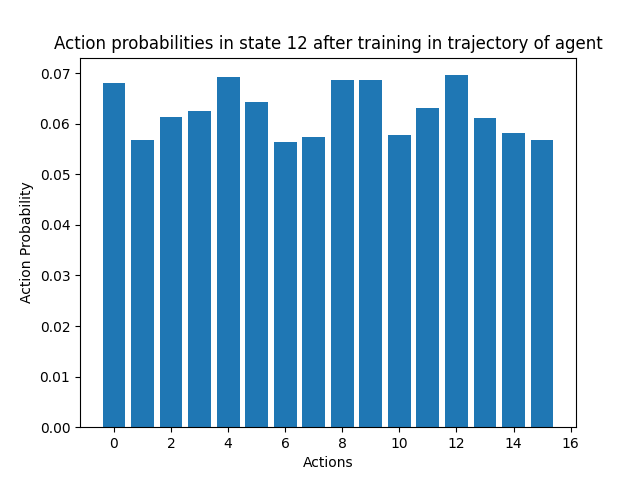 Action probabilities in state 12 after training in trajectory of agent
0.07
0.06
0.05
0.04
0.03
0.02
0.01
0.00
Action Probability
0 2 4 6 8 10 12 14 16
Actions